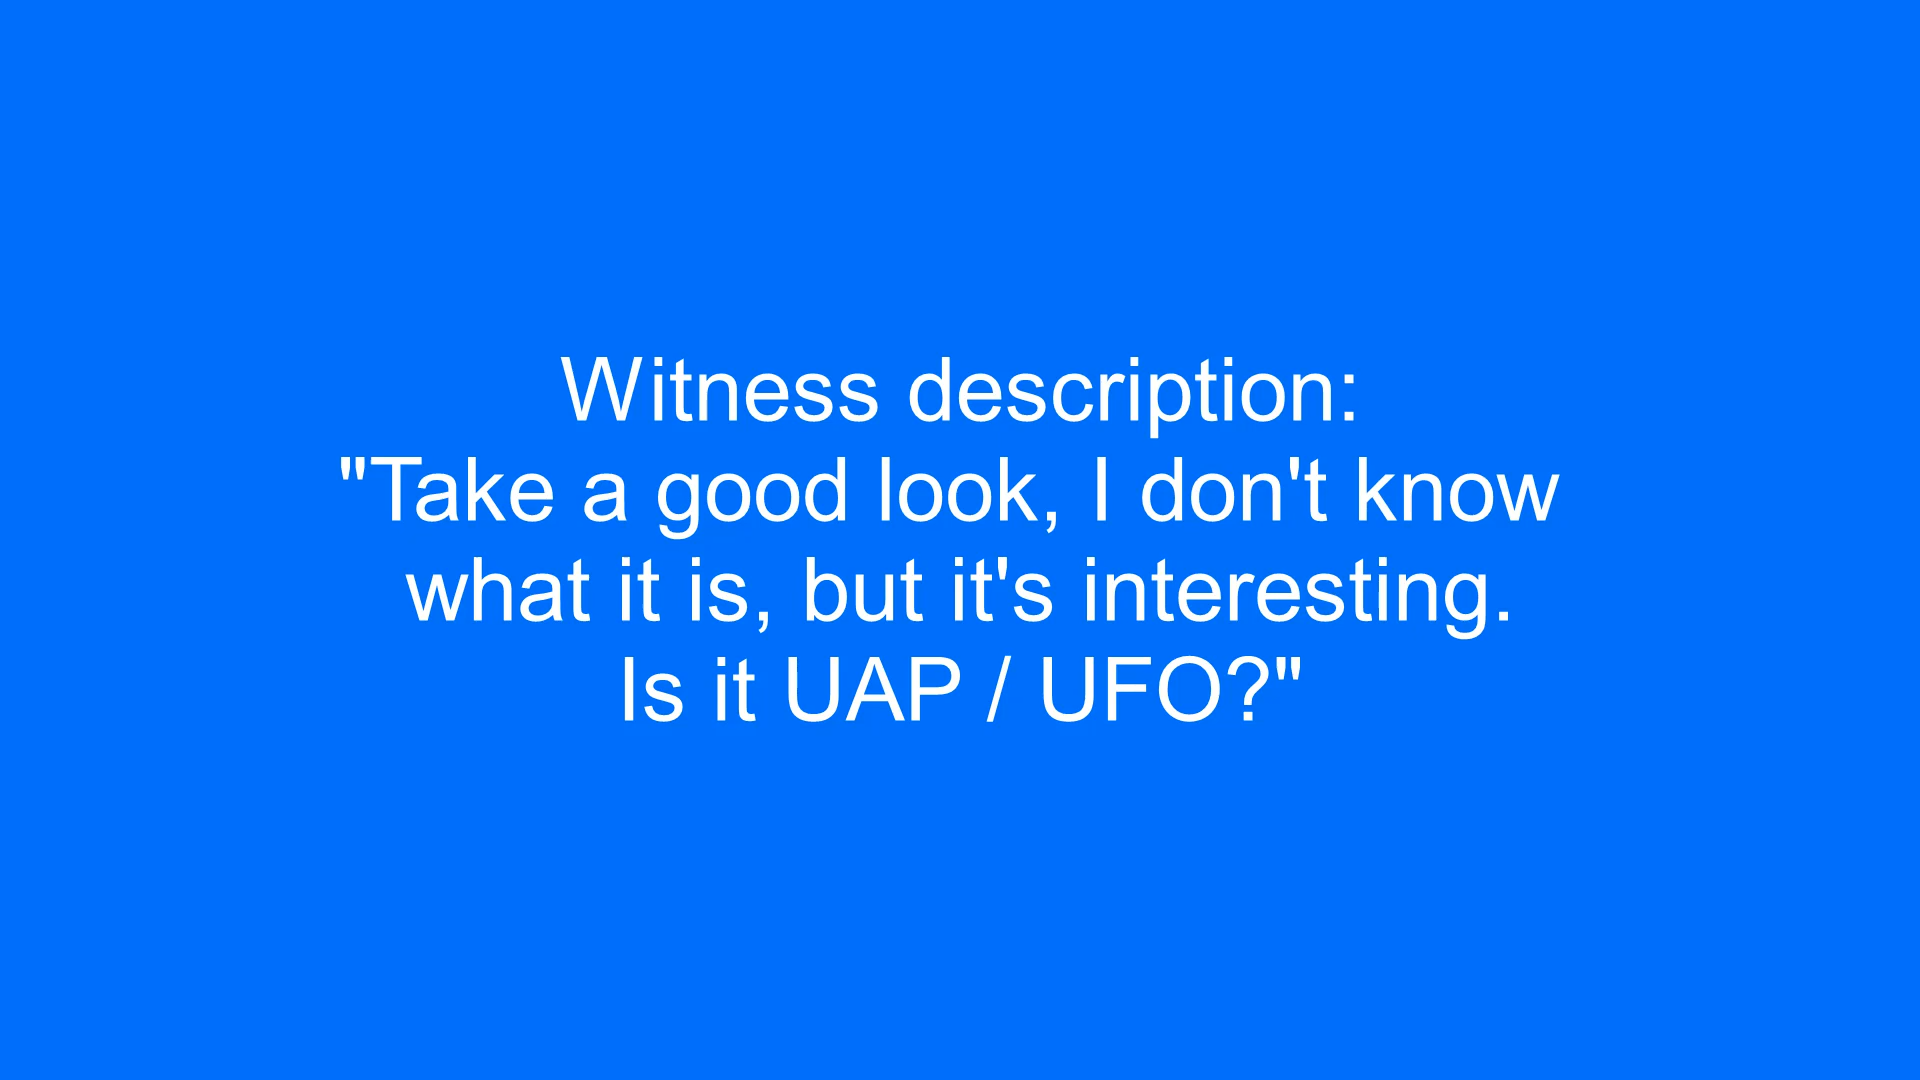 Witness description:
"Take a good look, I don't know
what it is, but it's interesting.
Is it UAP / UFO?"